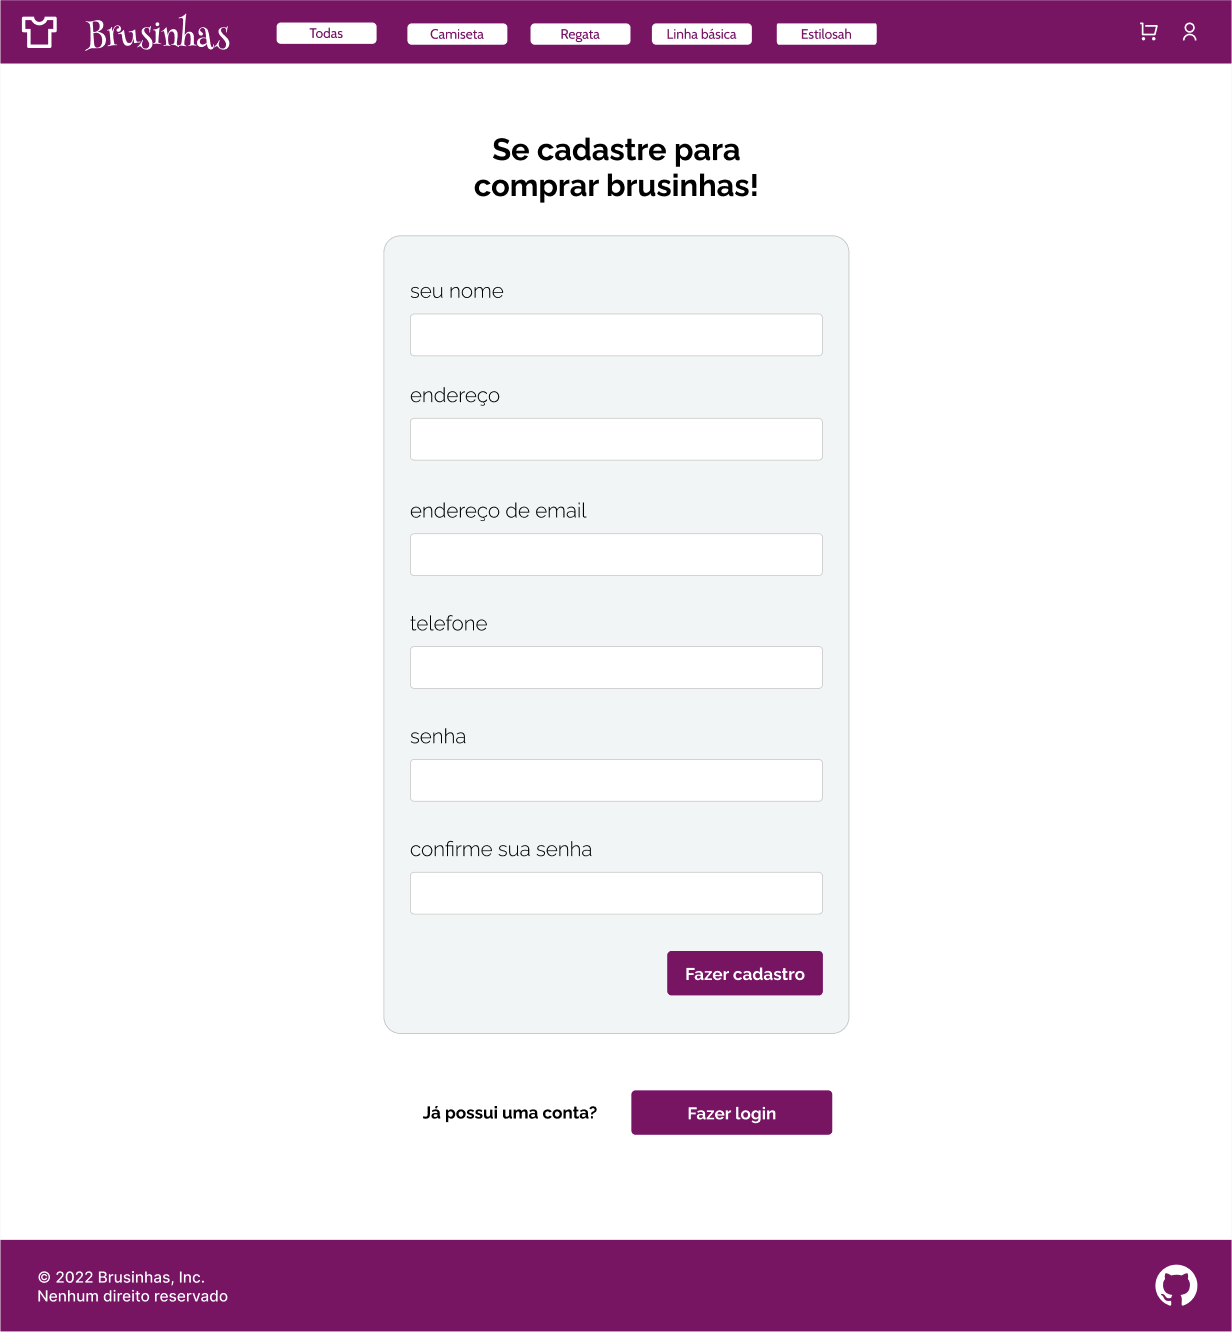 Brusinhas
Todas
Camiseta
Regata
Linha básica
Estilosah
Se cadastre para
comprar brusinhas!
seu nome
endereço
endereço de email
telefone
senha
confirme sua senha
Fazer cadastro
Já possui uma conta?
Fazer login
© 2022 Brusinhas, Inc.
Nenhum direito reservado